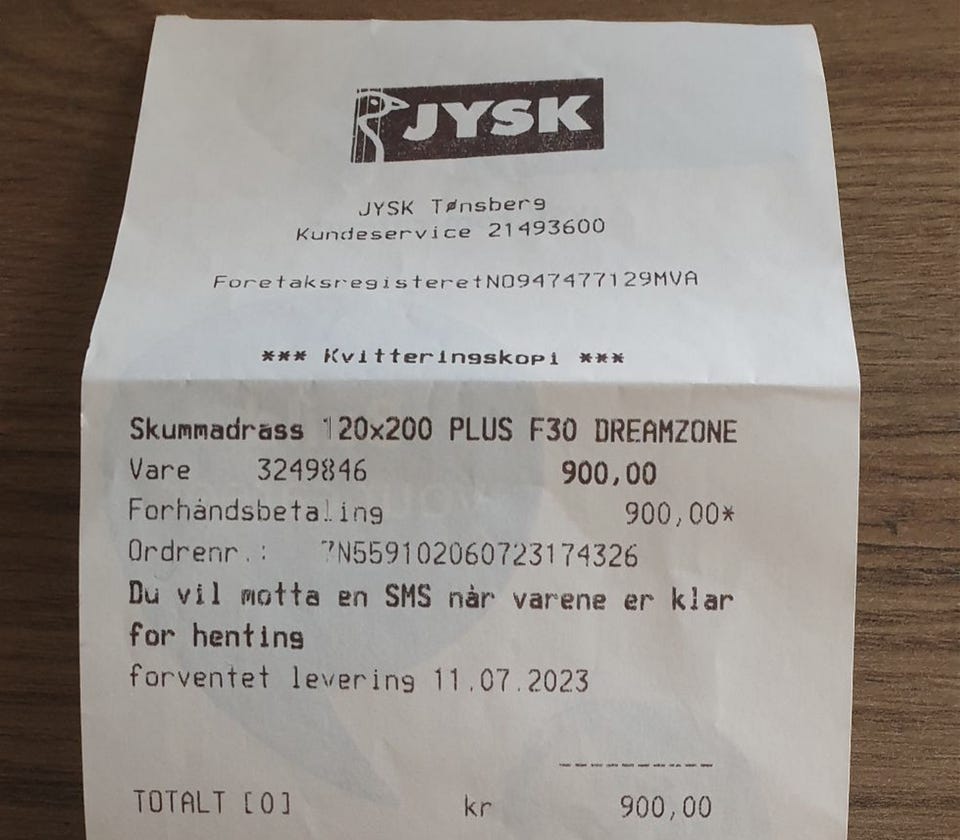 JYSK
JYSK Tønsberg
Kundeservice 21493600
ForetaksregisteretNO947477129MVA
*** Kvitteringskopi ***
Skummadrass 120x200 PLUS F30 DREAMZONE
Vare 3249846 900,00
Forhåndsbetaling 900,00*
Ordrenr.: 7N559102060723174326
Du vil motta en SMS når varene er klar
for henting
forventet levering 11.07.2023
TOTALT [0] kr 900,00